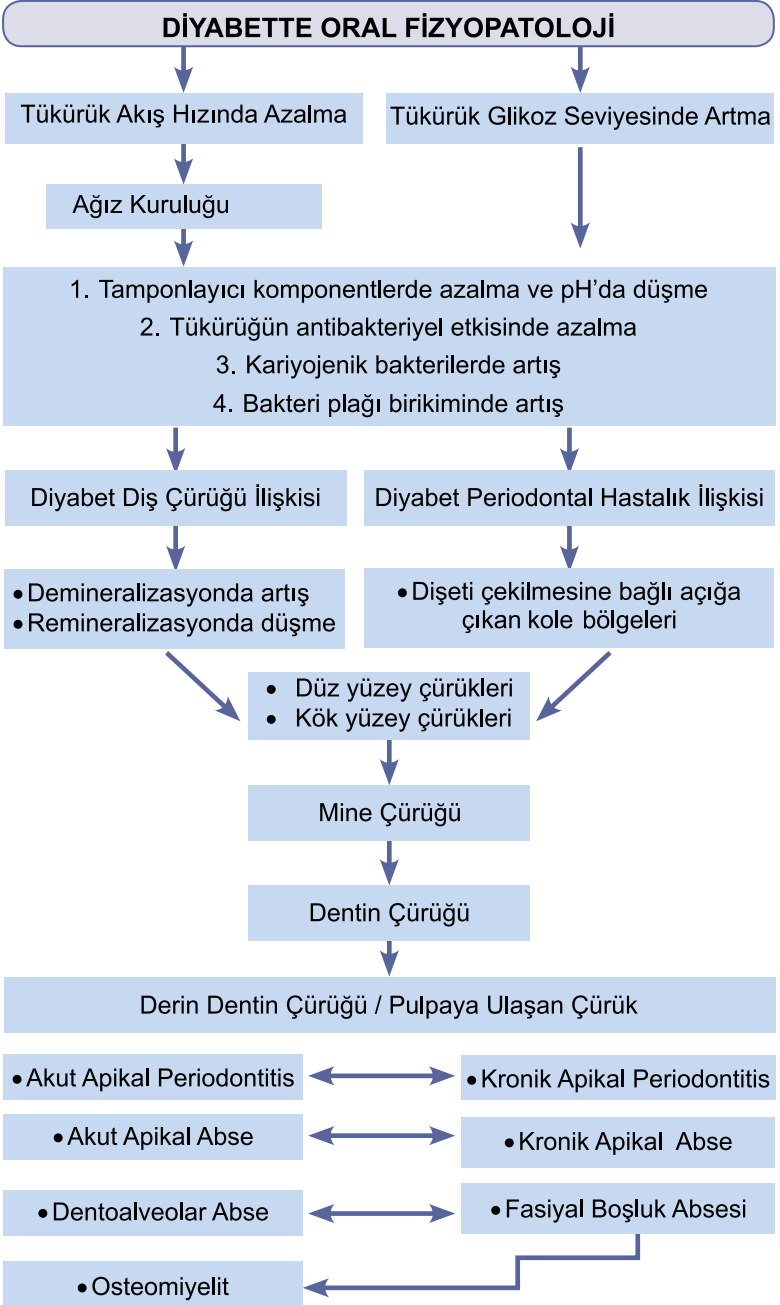 DİYABETTE ORAL FİZYOPATOLOJİ
Tükürük Akış Hızında Azalma
Tükürük Glikoz Seviyesinde Artma
Ağız Kuruluğu
1. Tamponlayıcı komponentlerde azalma ve pH'da düşme
2. Tükürüğün antibakteriyel etkisinde azalma
3. Kariyojenik bakterilerde artış
4. Bakteri plağı birikiminde artış
Diyabet Diş Çürüğü İlişkisi
Diyabet Periodontal Hastalık İlişkisi
• Demineralizasyonda artış
• Remineralizasyonda düşme
• Dişeti çekilmesine bağlı açığa
çıkan kole bölgeleri
• Düz yüzey çürükleri
• Kök yüzey çürükleri
Mine Çürüğü
Dentin Çürüğü
Derin Dentin Çürüğü / Pulpaya Ulaşan Çürük
• Akut Apikal Periodontitis
• Kronik Apikal Periodontitis
• Akut Apikal Abse
• Kronik Apikal Abse
• Dentoalveolar Abse
• Fasiyal Boşluk Absesi
• Osteomiyelit